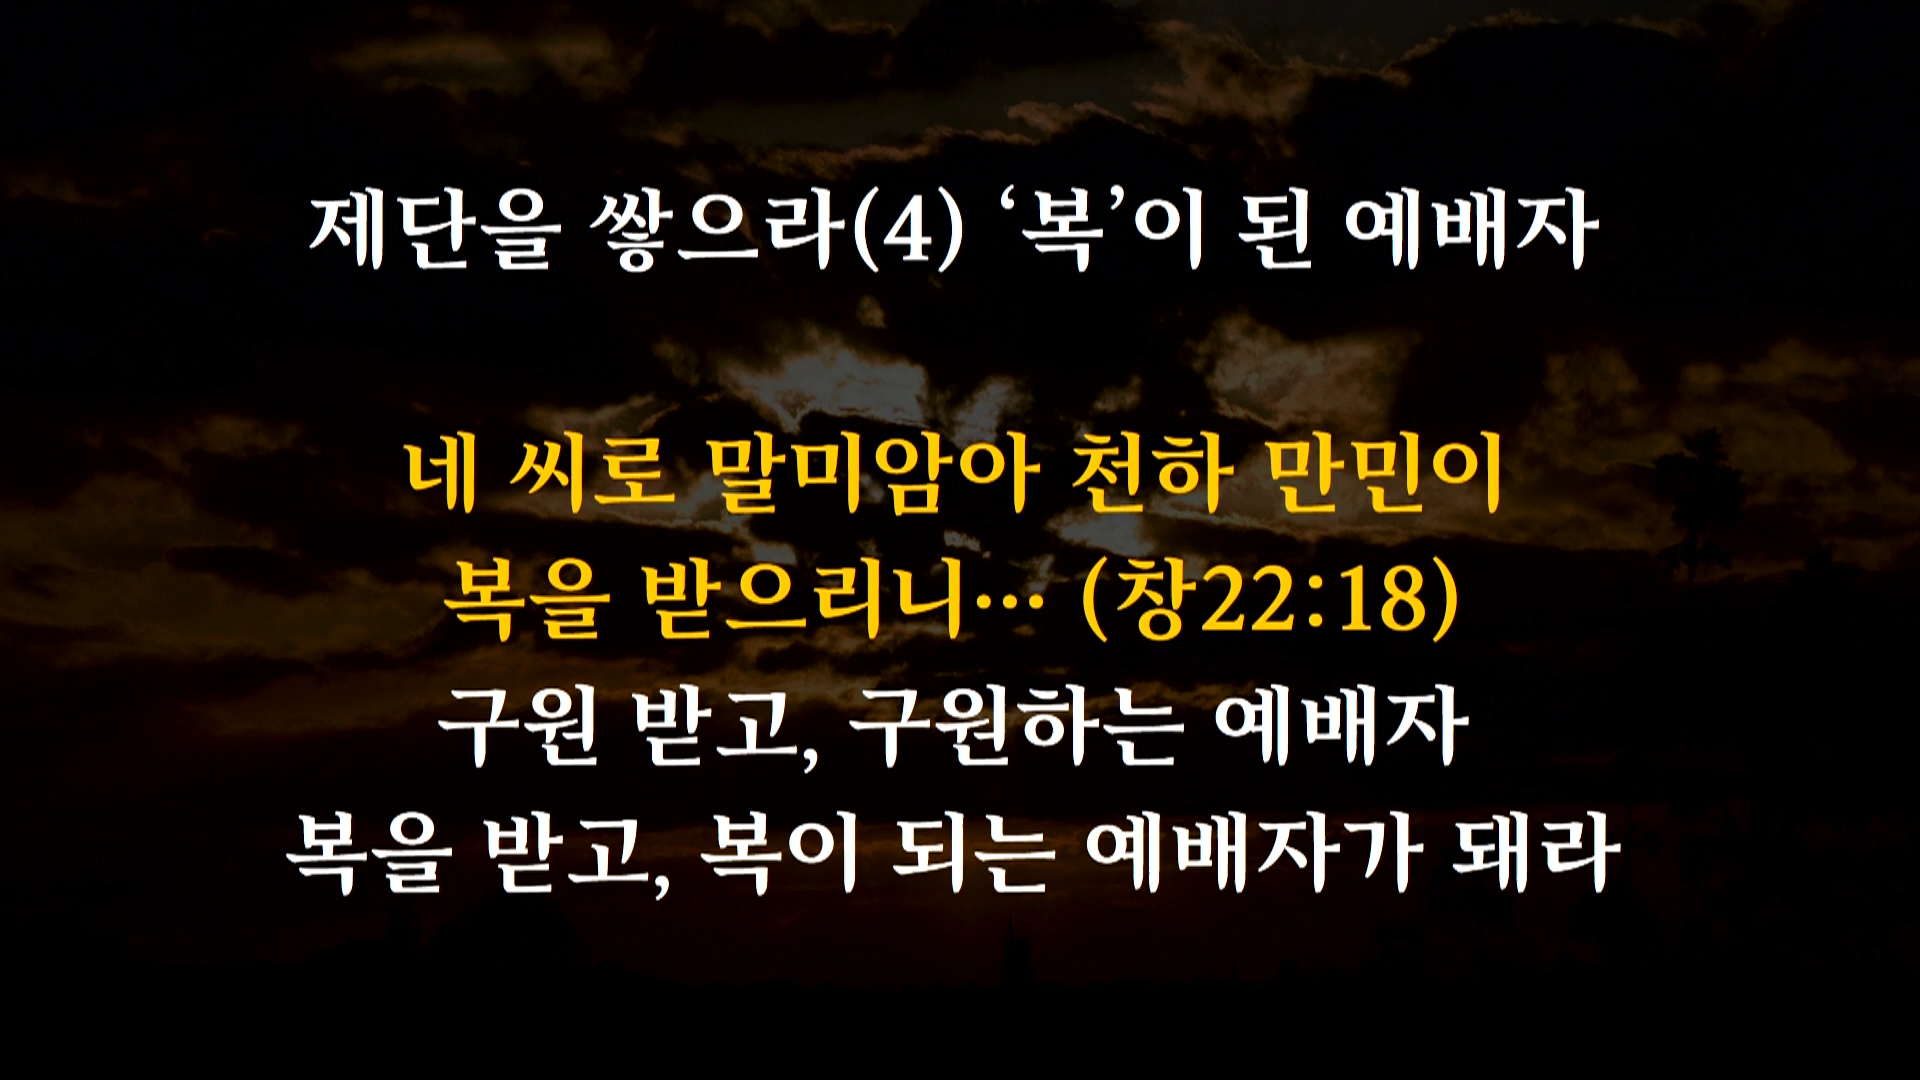 제단을 쌓으라(4) ‘복’이 된 예배자
네 씨로 말미암아 천하 만민이
복을 받으리니… (창22:18)
구원 받고, 구원하는 예배자
복을 받고, 복이 되는 예배자가 돼라